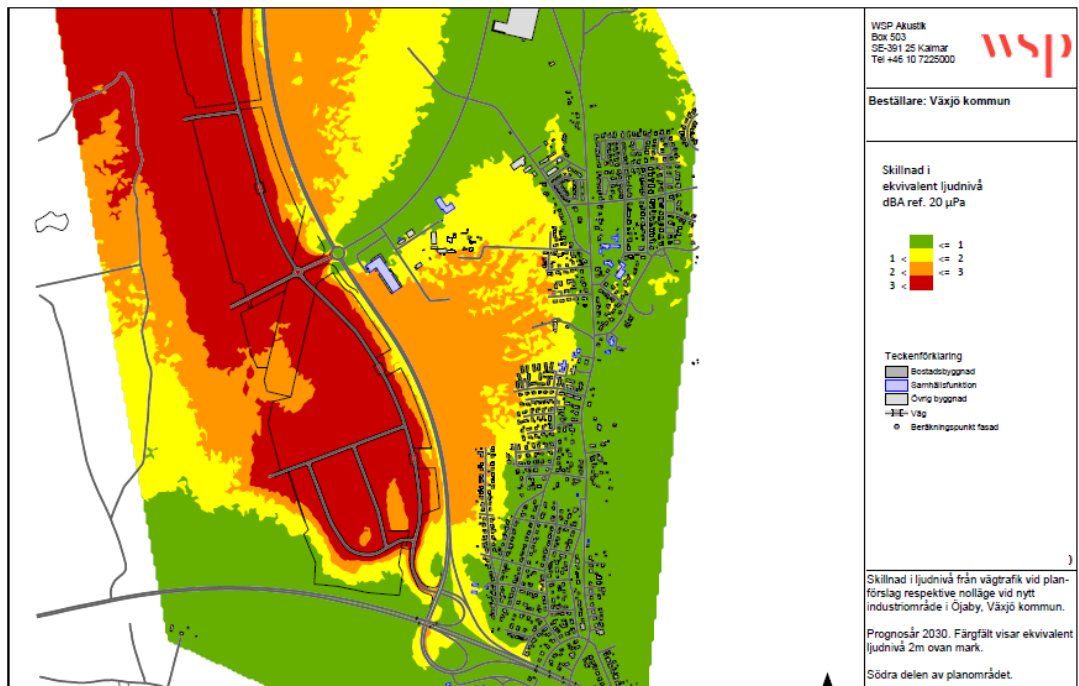 WSP Akustik
Box 503
SE-391 25 Kalmar
Tel +46 10 7225000
wsp
Beställare: Växjö kommun
Skillnad i
ekvivalent ljudnivå
dBA ref. 20 µPa
<= 1
1 < <= 2
2 < <= 3
3 <
Teckenförklaring
Bostadsbyggnad
Samhällsfunktion
Övrig byggnad
Väg
Beräkningspunkt fasad
)
Skillnad i ljudnivå från vägtrafik vid plan-
förslag respektive nolläge vid nytt
industriområde i Öjaby, Växjö kommun.
Prognosår 2030. Färgfält visar ekvivalent
ljudnivå 2m ovan mark.
Södra delen av planområdet.